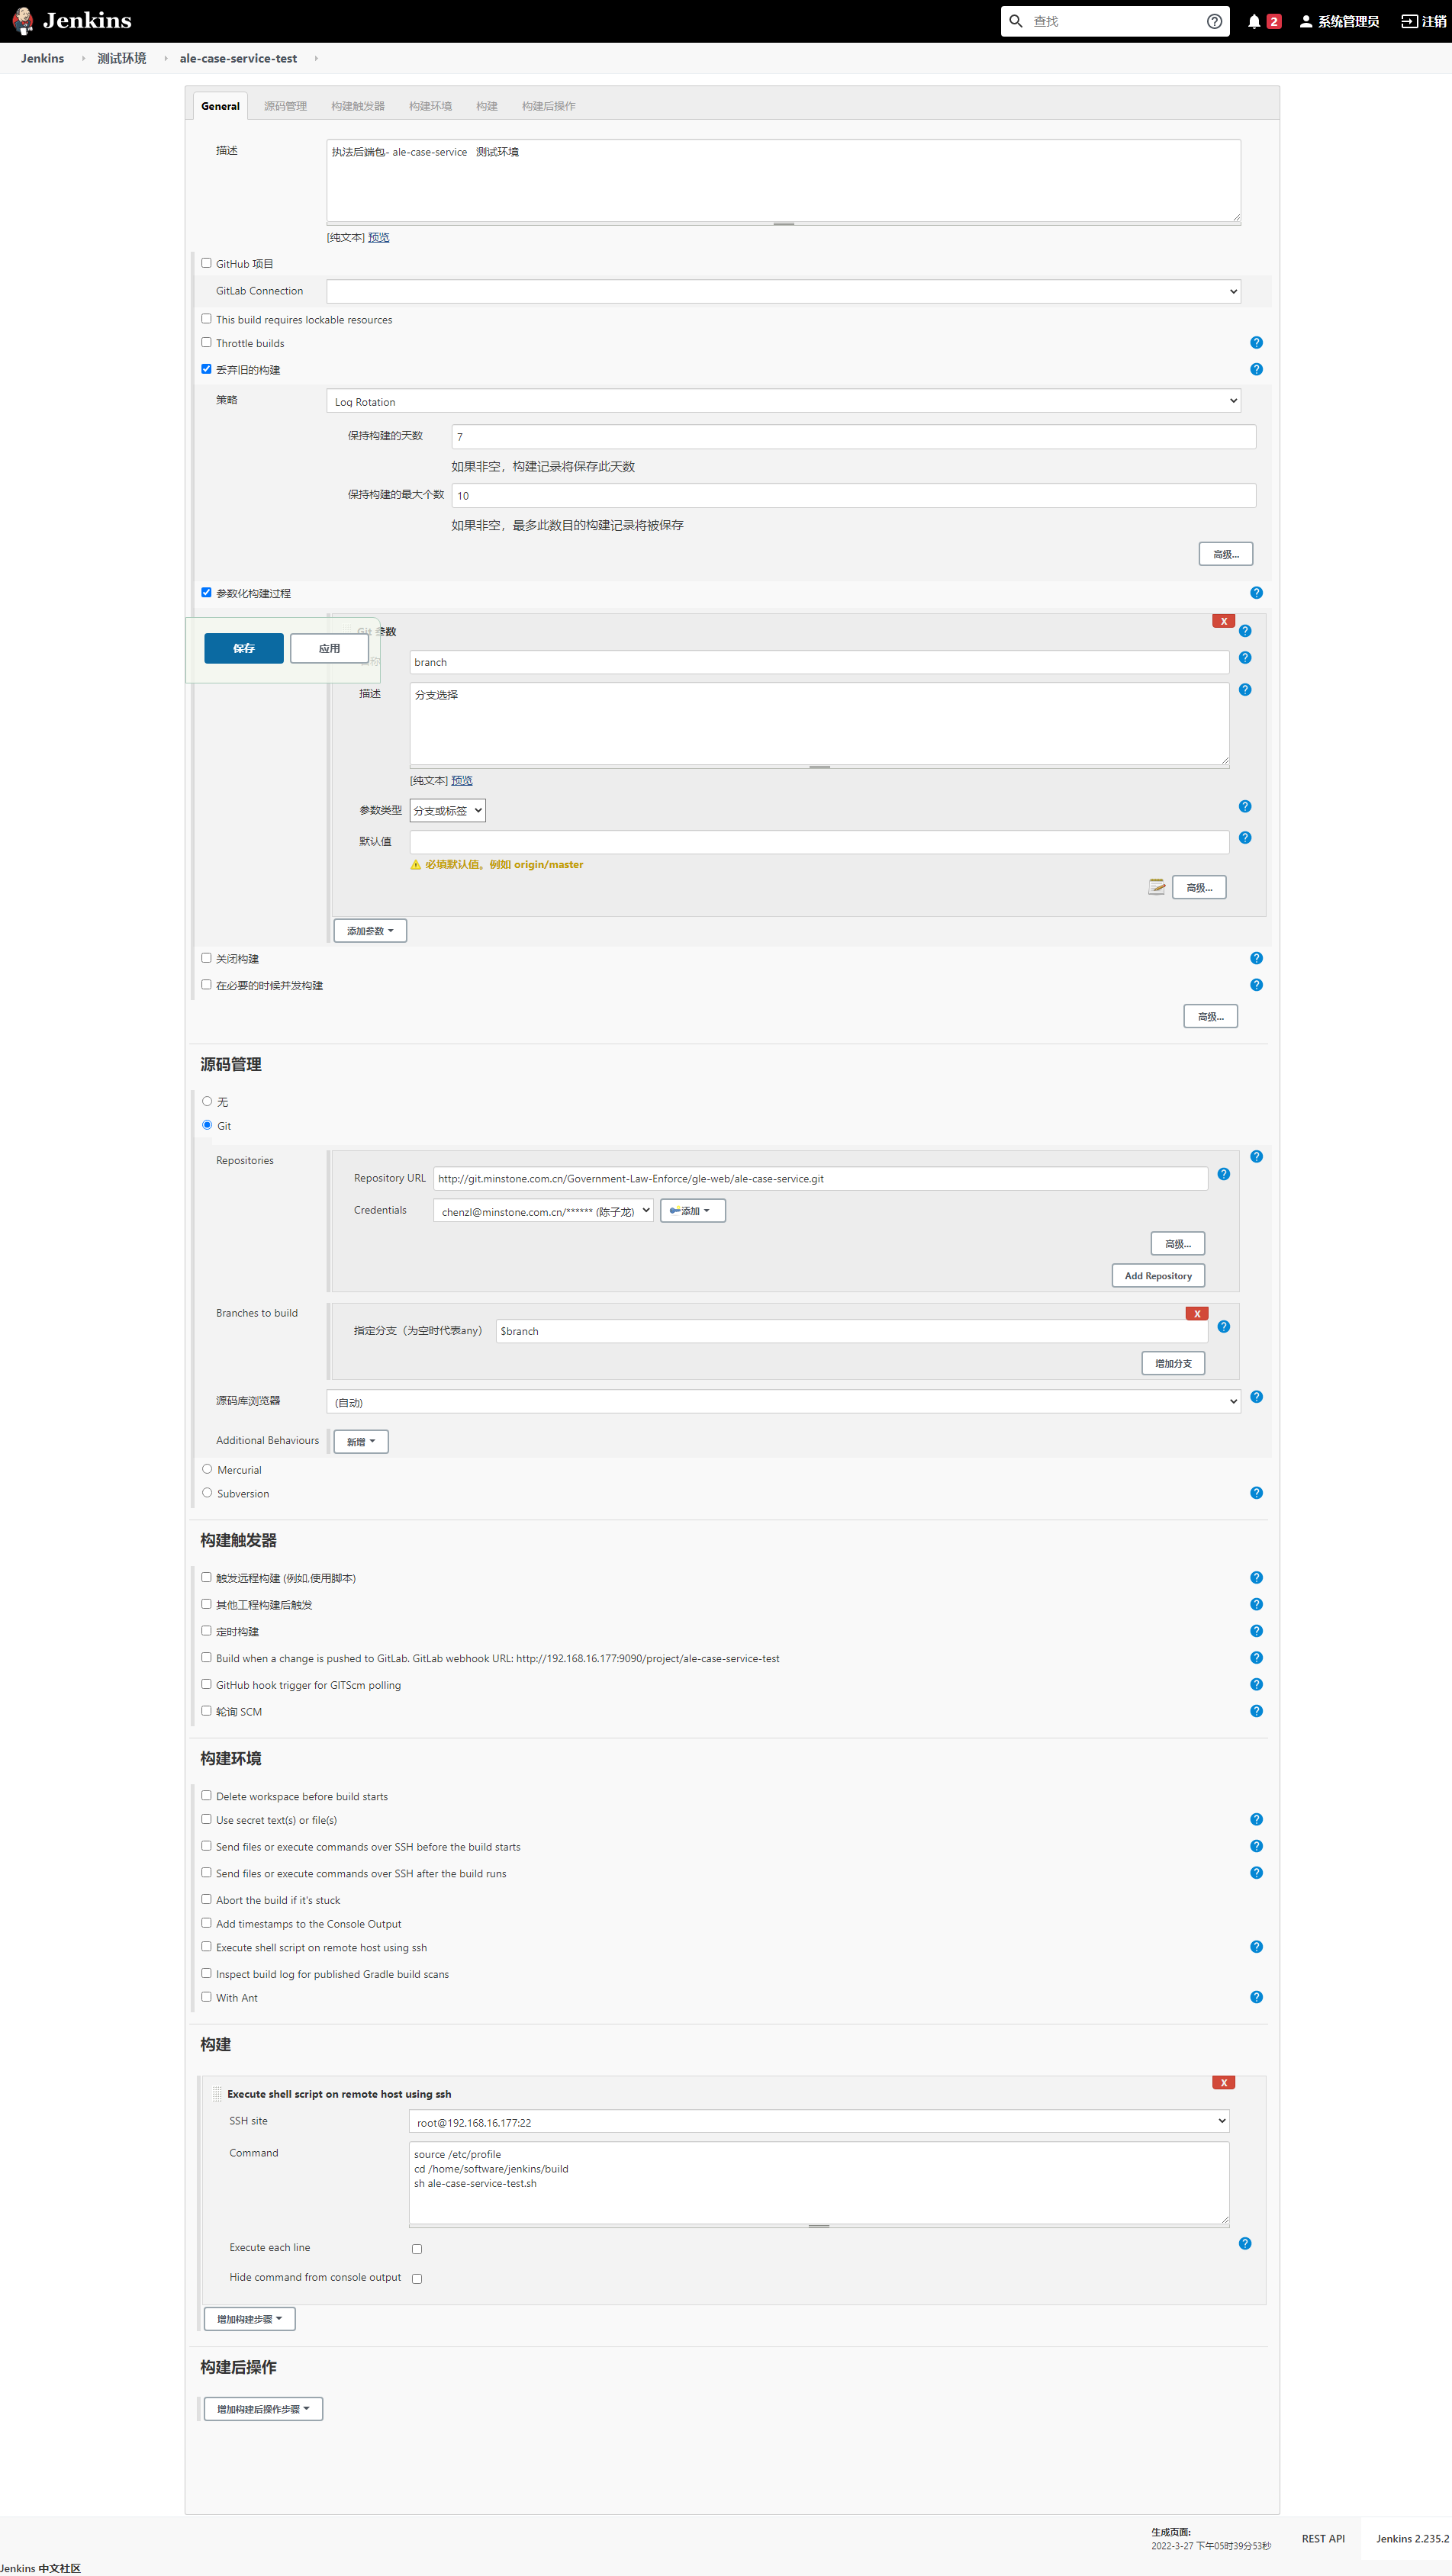 Jenkins
查找
2
系统管理员
注销
Jenkins
测试环境
ale-case-service-test
General
源码管理
构建触发器
构建环境
构建
构建后操作
描述
执法后端包- ale-case-service 测试环境
[纯文本] 预览
GitHub 项目
GitLab Connection
This build requires lockable resources
Throttle builds
丢弃旧的构建
策略
Log Rotation
保持构建的天数
7
如果非空，构建记录将保存此天数
保持构建的最大个数
10
如果非空，最多此数目的构建记录将被保存
高级...
参数化构建过程
X
Git 参数
保存
应用
名称
branch
描述
分支选择
[纯文本] 预览
参数类型
分支或标签
默认值
必填默认值。例如 origin/master
高级...
添加参数
关闭构建
在必要的时候并发构建
高级...
源码管理
无
Git
Repositories
Repository URL
http://git.minstone.com.cn/Government-Law-Enforce/gle-web/ale-case-service.git
Credentials
chenzl@minstone.com.cn/****** (陈子龙)
添加
高级...
Add Repository
Branches to build
X
指定分支（为空时代表any）
$branch
增加分支
源码库浏览器
(自动)
Additional Behaviours
新增
Mercurial
Subversion
构建触发器
触发远程构建 (例如,使用脚本)
其他工程构建后触发
定时构建
Build when a change is pushed to GitLab. GitLab webhook URL: http://192.168.16.177:9090/project/ale-case-service-test
GitHub hook trigger for GITScm polling
轮询 SCM
构建环境
Delete workspace before build starts
Use secret text(s) or file(s)
Send files or execute commands over SSH before the build starts
Send files or execute commands over SSH after the build runs
Abort the build if it's stuck
Add timestamps to the Console Output
Execute shell script on remote host using ssh
Inspect build log for published Gradle build scans
With Ant
构建
X
Execute shell script on remote host using ssh
SSH site
root@192.168.16.177:22
Command
source /etc/profile
cd /home/software/jenkins/build
sh ale-case-service-test.sh
Execute each line
Hide command from console output
增加构建步骤
构建后操作
增加构建后操作步骤
生成页面:
2022-3-27 下午05时39分53秒
REST API
Jenkins 2.235.2
Jenkins 中文社区